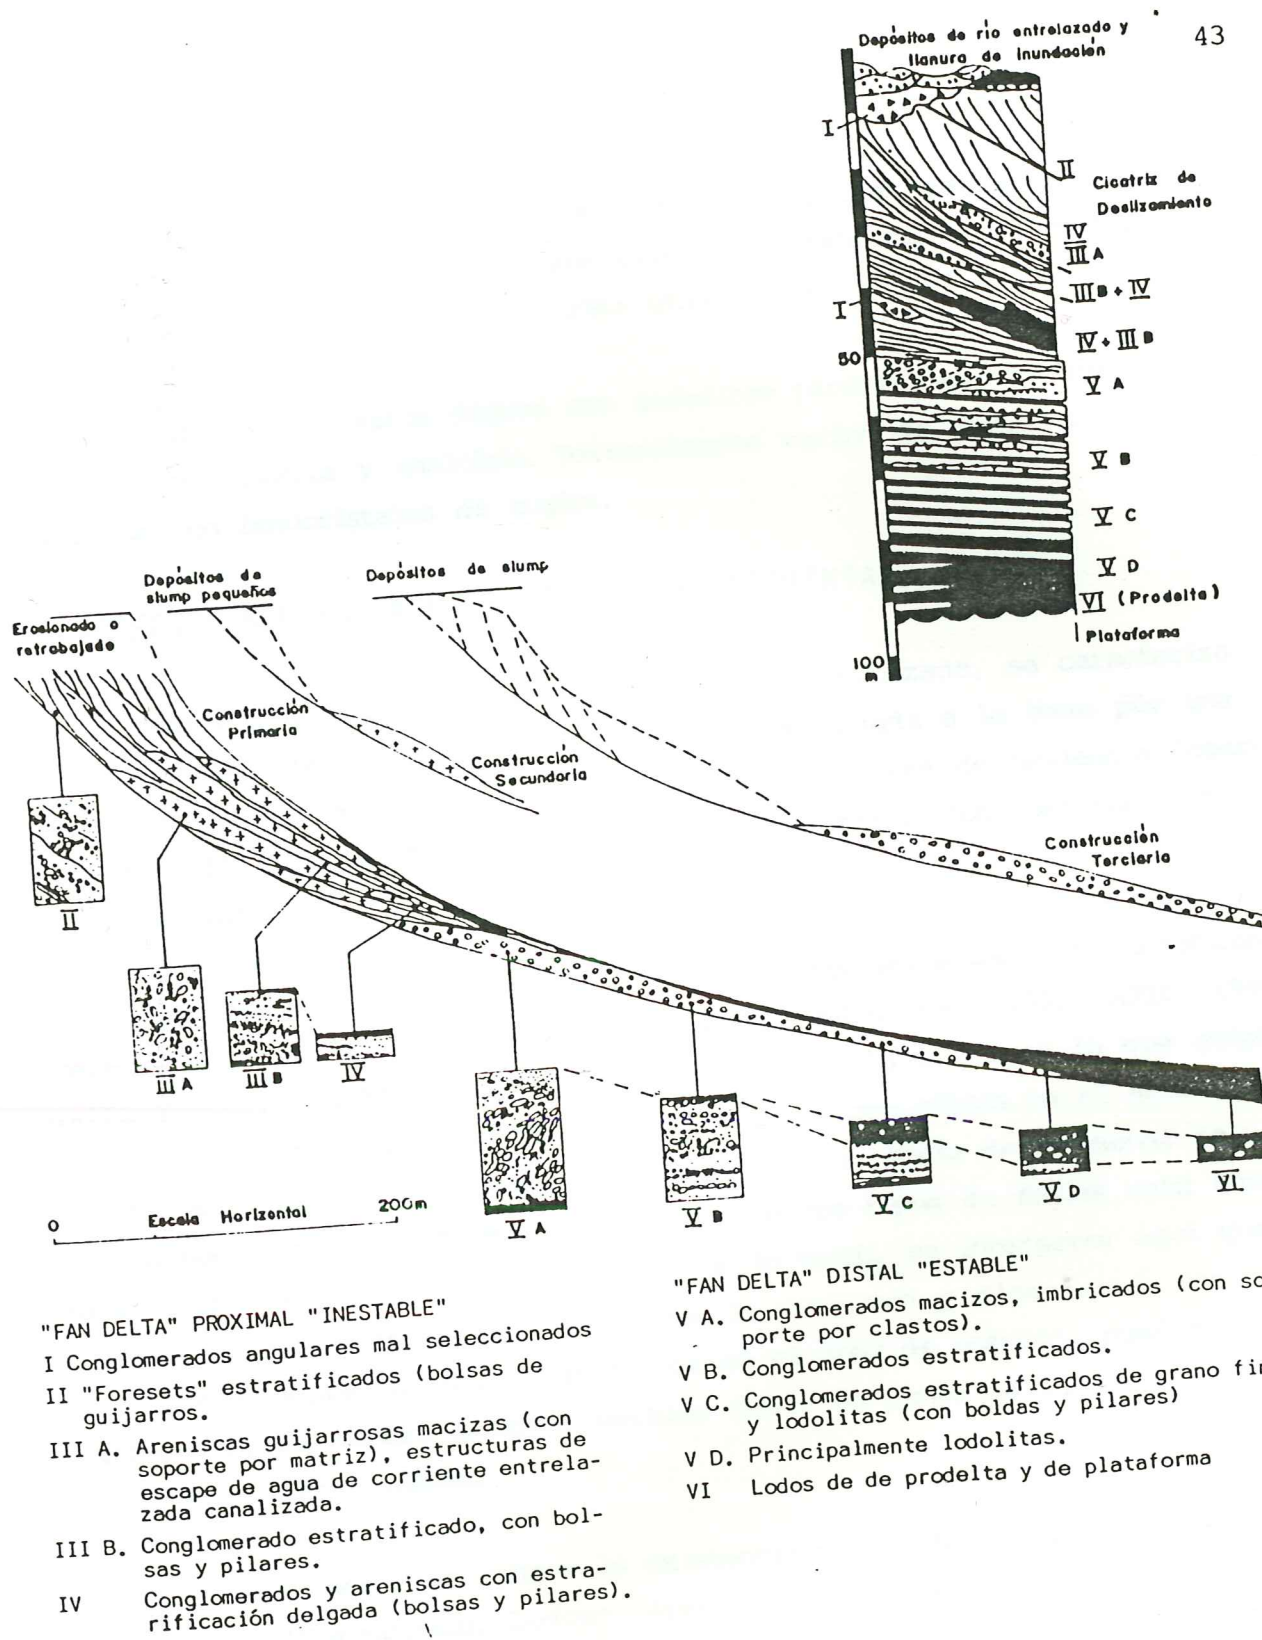 43
Depósitos de río entrelazado y
llanura de inundación
I
II
Cicatriz de
Deslizamiento
IV
III A
III B + IV
I
IV + III B
50
V A
V B
V C
V D
VI (Prodelta)
Plataforma
100
m
Depósitos de
slump pequeños
Depósitos de slump
Erosionado o
retrabajado
Construcción
Primaria
Construcción
Secundaria
Construcción
Terciaria
II
III A
III B
IV
V A
V B
V C
V D
VI
0
Escala Horizontal
200m
"FAN DELTA" PROXIMAL "INESTABLE"
I Conglomerados angulares mal seleccionados
II "Foresets" estratificados (bolsas de
guijarros.
III A. Areniscas guijarrosas macizas (con
soporte por matriz), estructuras de
escape de agua de corriente entrela-
zada canalizada.
III B. Conglomerado estratificado, con bol-
sas y pilares.
IV Conglomerados y areniscas con estra-
rificación delgada (bolsas y pilares).
"FAN DELTA" DISTAL "ESTABLE"
V A. Conglomerados macizos, imbricados (con so
porte por clastos).
V B. Conglomerados estratificados.
V C. Conglomerados estratificados de grano fin
y lodolitas (con boldas y pilares)
V D. Principalmente lodolitas.
VI Lodos de de prodelta y de plataforma